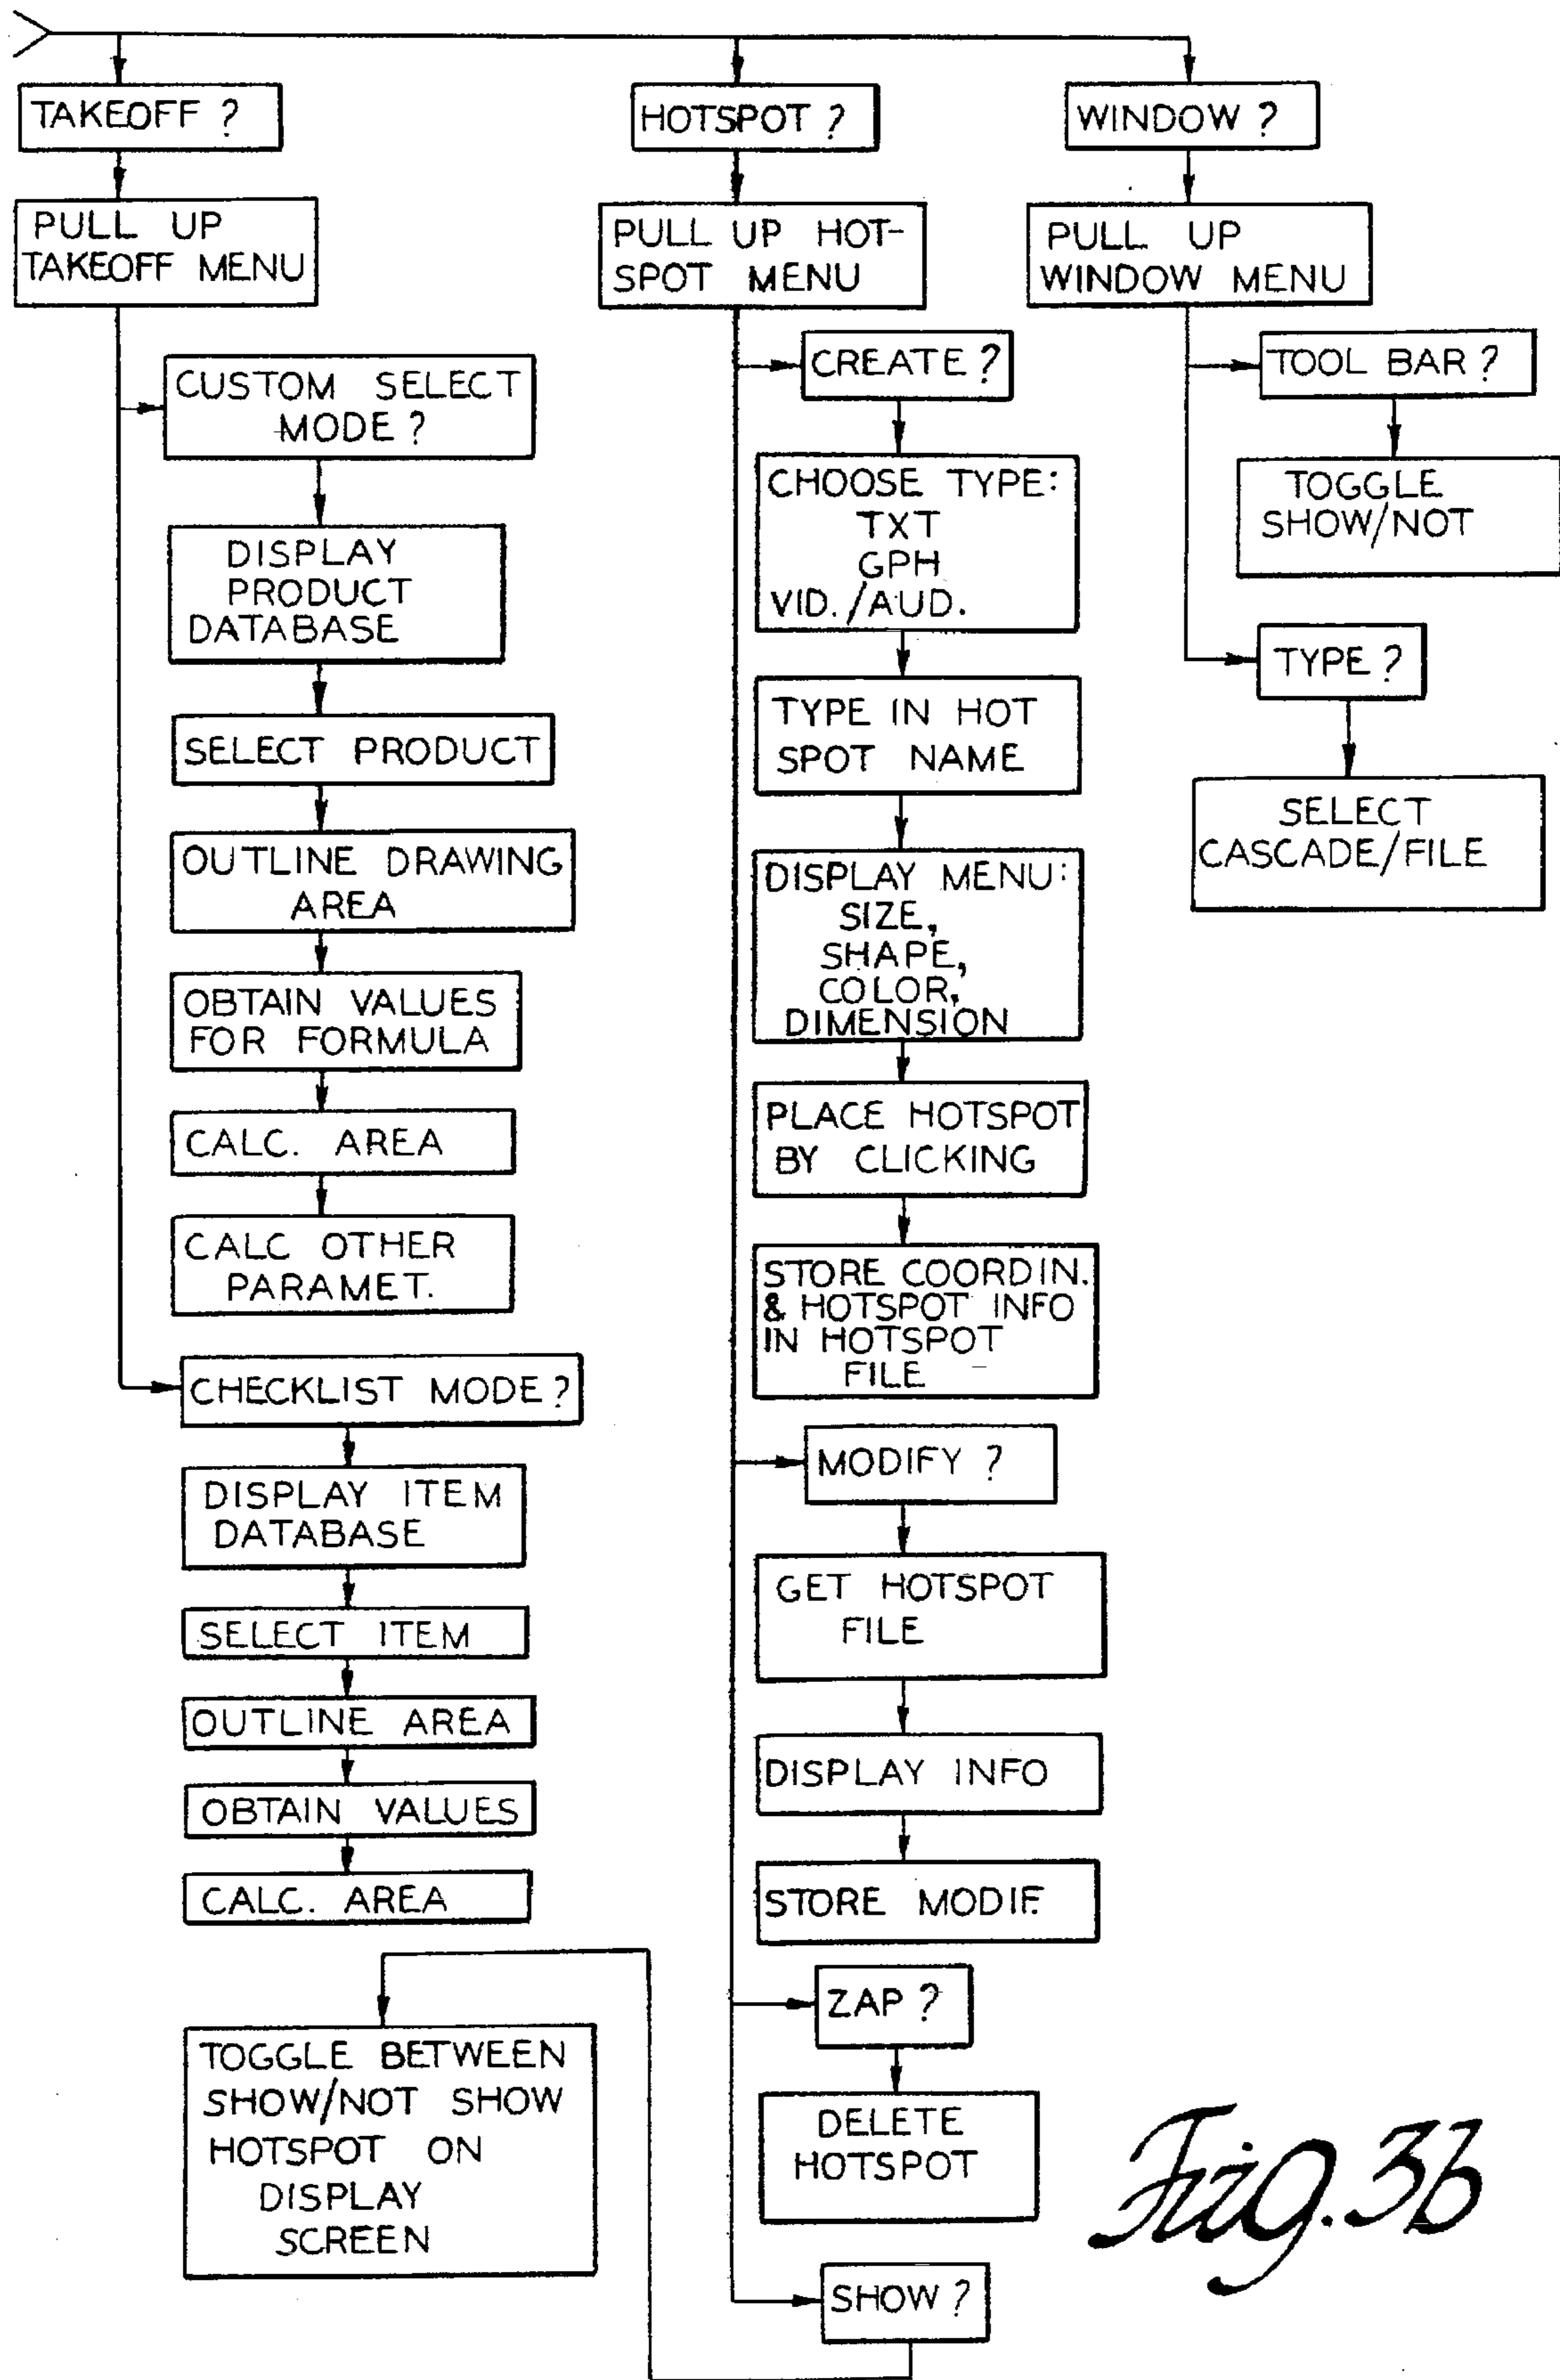 TAKEOFF ?
PULL UP
TAKEOFF MENU
CUSTOM SELECT
MODE ?
DISPLAY
PRODUCT
DATABASE
SELECT PRODUCT
OUTLINE DRAWING
AREA
OBTAIN VALUES
FOR FORMULA
CALC. AREA
CALC OTHER
PARAMET.
CHECKLIST MODE ?
DISPLAY ITEM
DATABASE
SELECT ITEM
OUTLINE AREA
OBTAIN VALUES
CALC. AREA
HOTSPOT ?
PULL UP HOT-
SPOT MENU
CREATE ?
CHOOSE TYPE:
TXT
GPH
VID./AUD.
TYPE IN HOT
SPOT NAME
DISPLAY MENU:
SIZE,
SHAPE,
COLOR,
DIMENSION
PLACE HOTSPOT
BY CLICKING
STORE COORDIN.
& HOTSPOT INFO
IN HOTSPOT
FILE
MODIFY ?
GET HOTSPOT
FILE
DISPLAY INFO
STORE MODIF.
ZAP ?
DELETE
HOTSPOT
SHOW ?
TOGGLE BETWEEN
SHOW/NOT SHOW
HOTSPOT ON
DISPLAY
SCREEN
WINDOW ?
PULL UP
WINDOW MENU
TOOL BAR ?
TOGGLE
SHOW/NOT
TYPE ?
SELECT
CASCADE/FILE
Fig. 3b